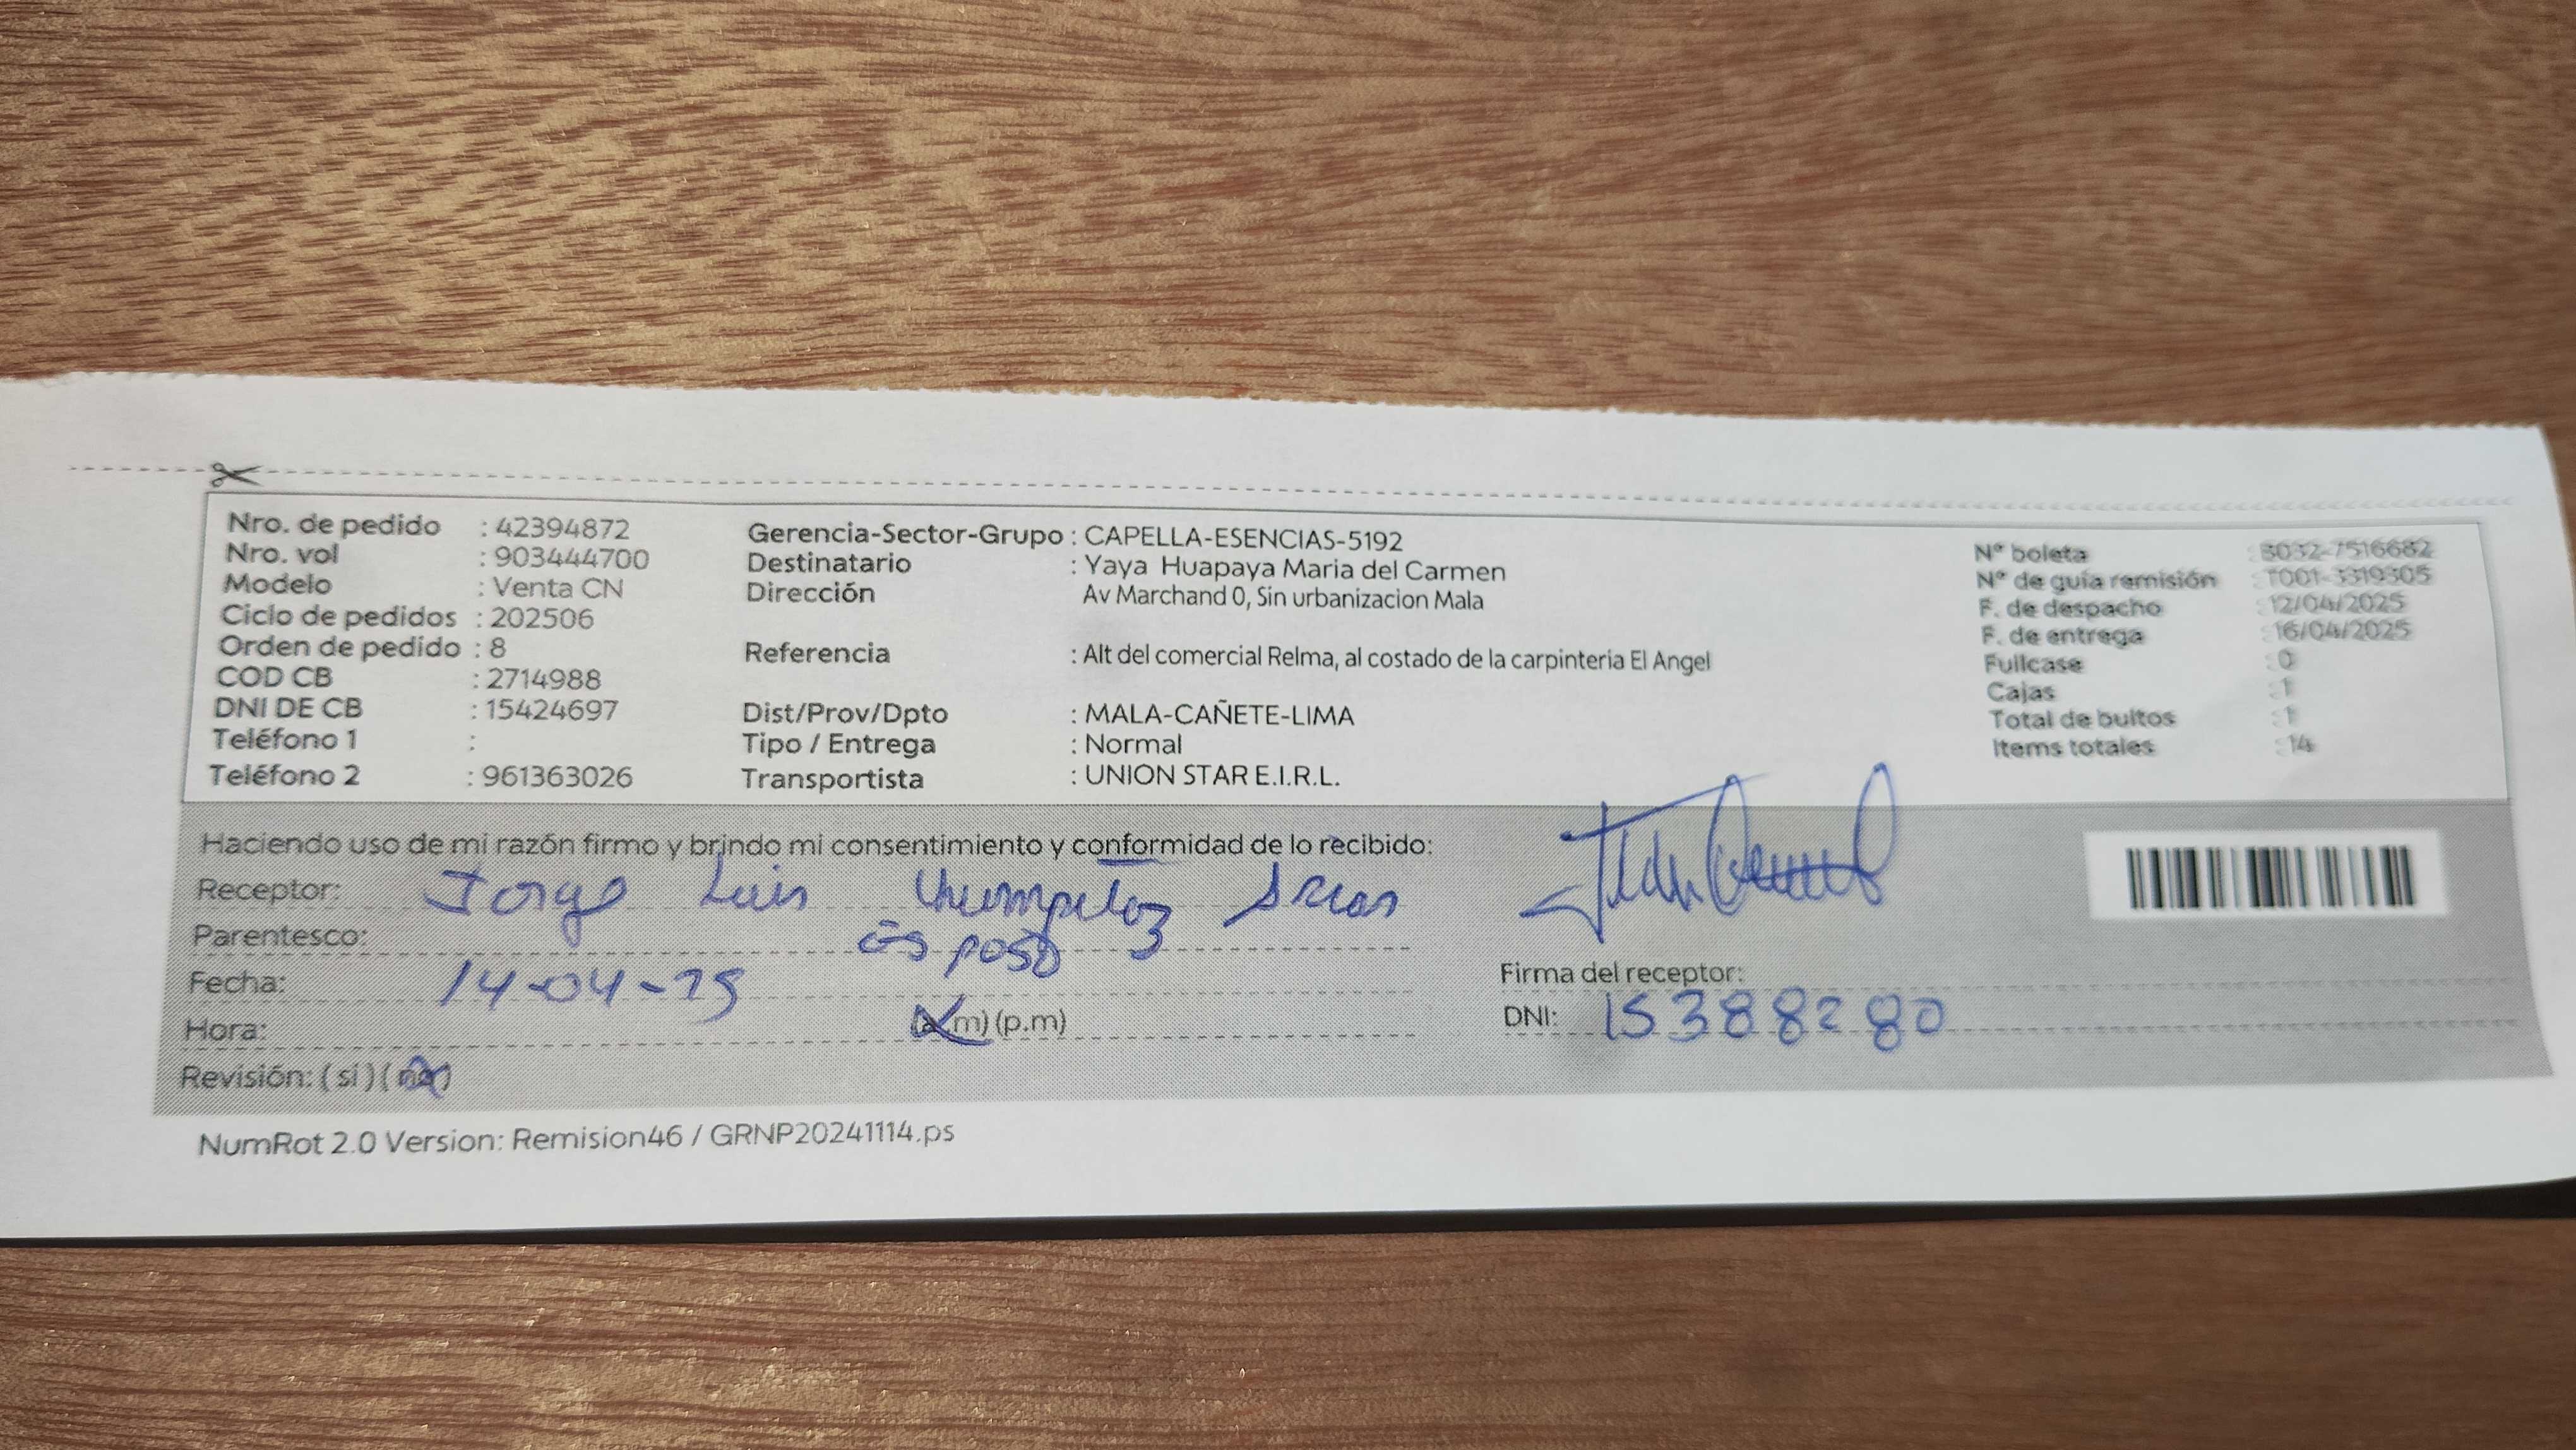 Nro. de pedido : 42394872
Nro. vol : 903444700
Modelo : Venta CN
Ciclo de pedidos : 202506
Orden de pedido : 8
COD CB : 2714988
DNI DE CB : 15424697
Teléfono 1 :
Teléfono 2 : 961363026
Gerencia-Sector-Grupo : CAPELLA-ESENCIAS-5192
Destinatario : Yaya Huapaya Maria del Carmen
Dirección Av Marchand 0, Sin urbanizacion Mala
Referencia : Alt del comercial Relma, al costado de la carpinteria El Angel
Dist/Prov/Dpto : MALA-CAÑETE-LIMA
Tipo / Entrega : Normal
Transportista : UNION STAR E.I.R.L.
N° boleta : B032-7516682
N° de guía remisión : T001-3319305
F. de despacho : 12/04/2025
F. de entrega : 16/04/2025
Fullcase : 0
Cajas : 1
Total de bultos : 1
Items totales : 14
Haciendo uso de mi razón firmo y brindo mi consentimiento y conformidad de lo recibido:
Receptor: Jorge Luis Chumpitaz Arias
Parentesco: esposo
Fecha: 14-04-25
Hora: (a.m) (p.m)
Revisión: (si) (no)
Firma del receptor:
DNI: 15388280
NumRot 2.0 Version: Remision46 / GRNP20241114.ps